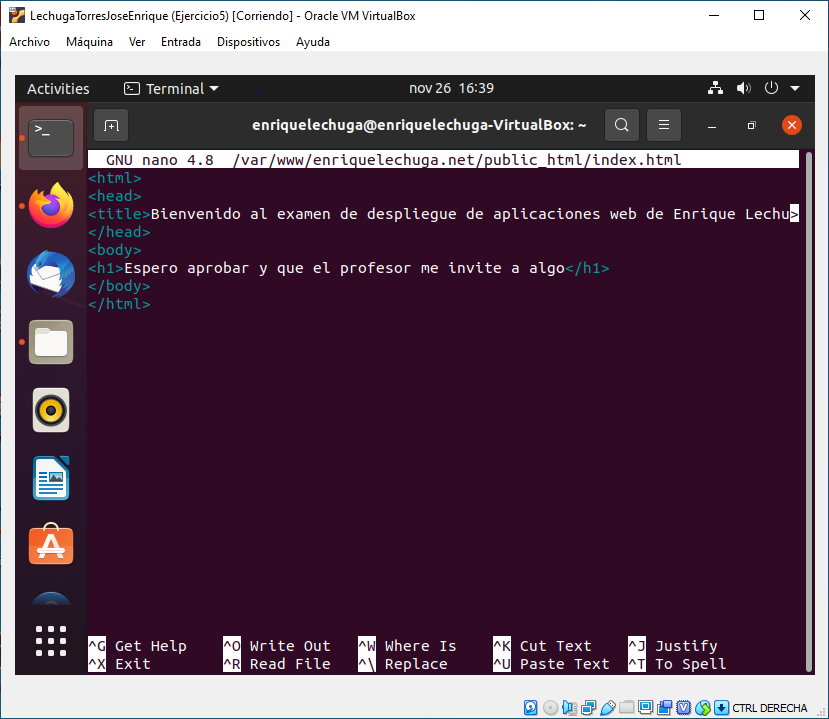 LechugaTorresJoseEnrique (Ejercicio5) [Corriendo] - Oracle VM VirtualBox
Archivo Máquina Ver Entrada Dispositivos Ayuda
Activities Terminal nov 26 16:39
enriquelechuga@enriquelechuga-VirtualBox: ~
GNU nano 4.8 /var/www/enriquelechuga.net/public_html/index.html
<html>
<head>
<title>Bienvenido al examen de despliegue de aplicaciones web de Enrique Lechu>
</head>
<body>
<h1>Espero aprobar y que el profesor me invite a algo</h1>
</body>
</html>
^G Get Help ^O Write Out ^W Where Is ^K Cut Text ^J Justify
^X Exit ^R Read File ^\ Replace ^U Paste Text ^T To Spell
CTRL DERECHA